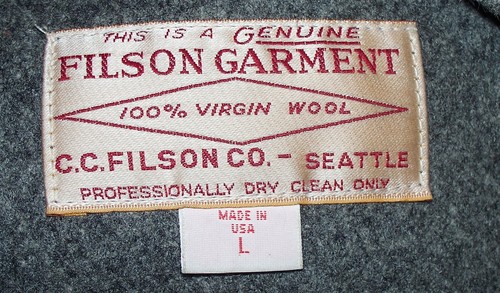 THIS IS A GENUINE
FILSON GARMENT
100% VIRGIN WOOL
C.C. FILSON CO. - SEATTLE
PROFESSIONALLY DRY CLEAN ONLY
MADE IN
USA
L